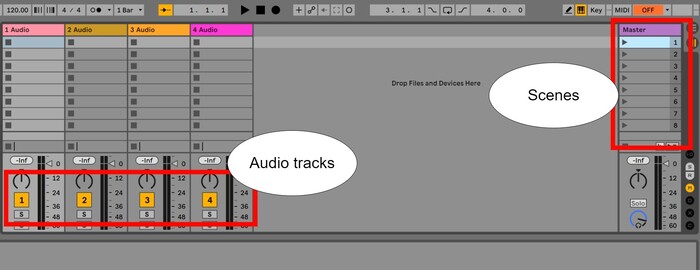 120.00 4 / 4 1 Bar 1. 1. 1 3. 1. 1 4. 0. 0 Key MIDI OFF
1 Audio 2 Audio 3 Audio 4 Audio Master
1
2
3
4
5
6
7
8
Drop Files and Devices Here
Scenes
Audio tracks
-Inf 0 -Inf 0 -Inf 0 -Inf 0 -Inf 0
12 12 12 12 12
24 24 24 24 24
1 36 2 36 3 36 4 36 Solo 36
S 48 S 48 S 48 S 48 48
60 60 60 60 60